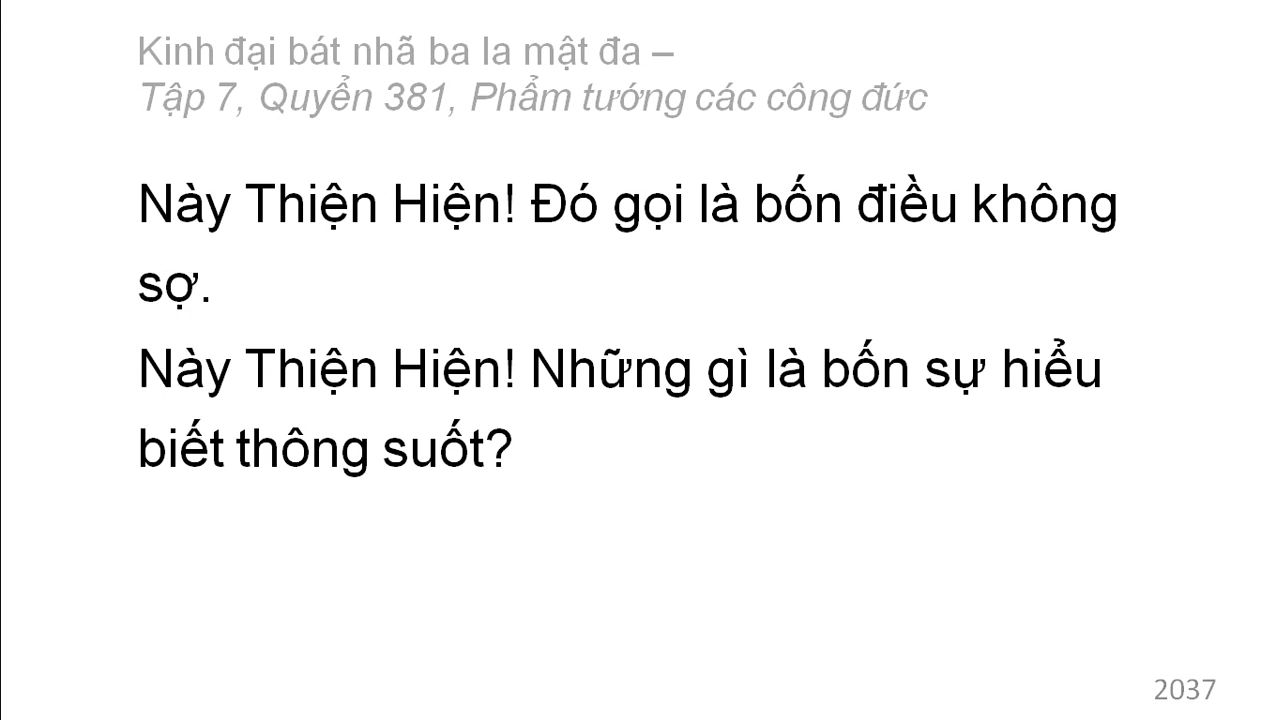 Kinh đại bát nhã ba la mật đa –
Tập 7, Quyển 381, Phẩm tướng các công đức
Này Thiện Hiện! Đó gọi là bốn điều không
sợ.
Này Thiện Hiện! Những gì là bốn sự hiểu
biết thông suốt?
2037